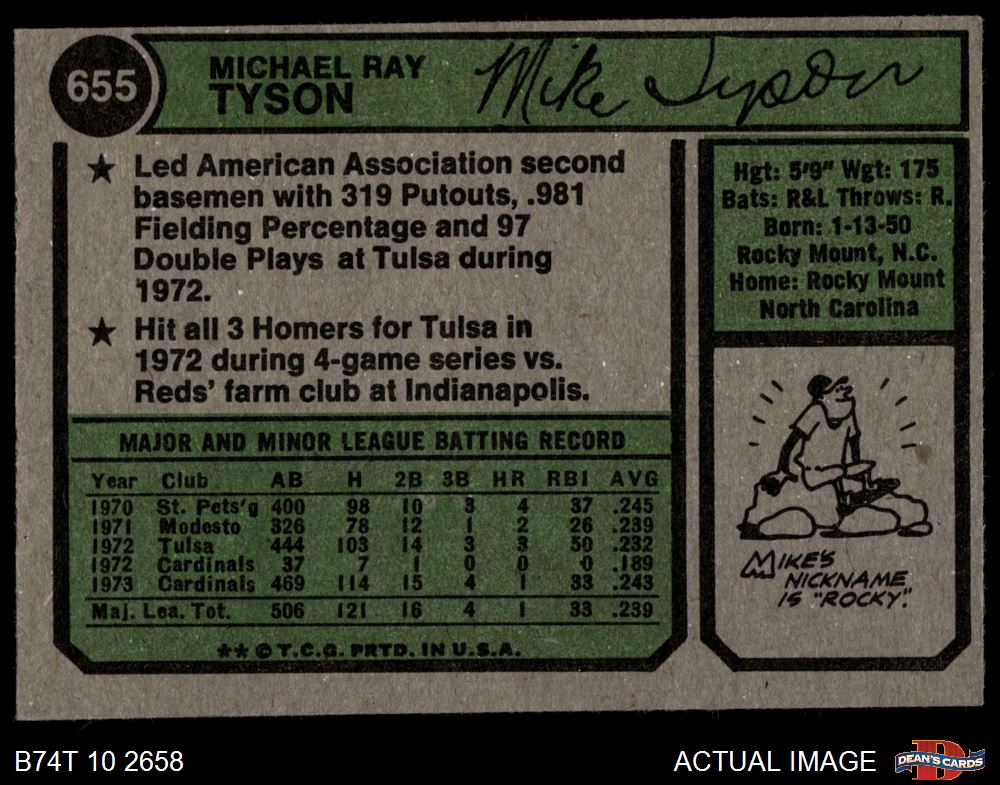 655
MICHAEL RAY
TYSON
Mike Tyson
★ Led American Association second
basemen with 319 Putouts, .981
Fielding Percentage and 97
Double Plays at Tulsa during
1972.
★ Hit all 3 Homers for Tulsa in
1972 during 4-game series vs.
Reds' farm club at Indianapolis.
Hgt: 5'9" Wgt: 175
Bats: R&L Throws: R.
Born: 1-13-50
Rocky Mount, N.C.
Home: Rocky Mount
North Carolina
MAJOR AND MINOR LEAGUE BATTING RECORD
Year Club AB H 2B 3B HR RBI AVG
1970 St. Pets'g 400 98 10 3 4 37 .245
1971 Modesto 326 78 12 1 2 26 .239
1972 Tulsa 444 103 14 3 3 50 .232
1972 Cardinals 37 7 1 0 0 0 .189
1973 Cardinals 469 114 15 4 1 33 .243
Maj. Lea. Tot. 506 121 16 4 1 33 .239
★★ © T.C.G. PRTD. IN U.S.A.
MIKE'S
NICKNAME
IS "ROCKY".
B74T 10 2658
ACTUAL IMAGE
DEAN'S CARDS